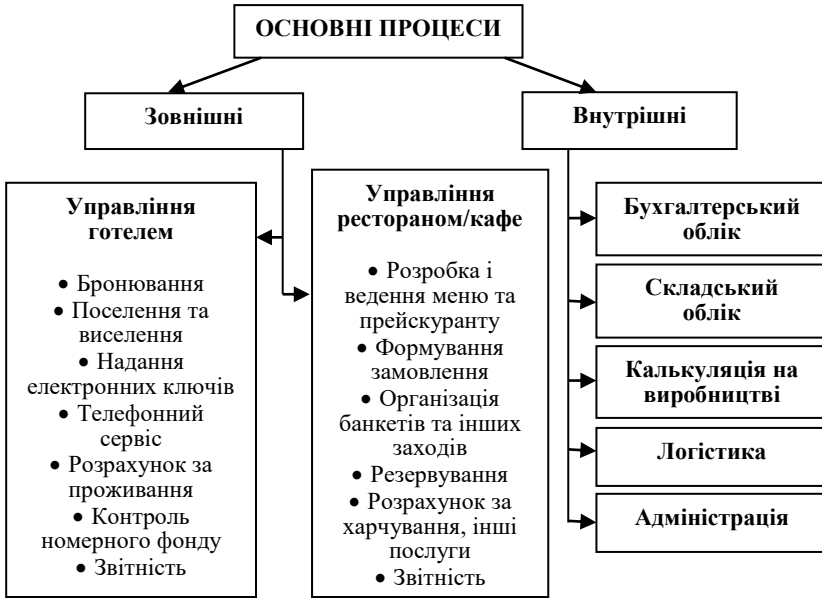 ОСНОВНІ ПРОЦЕСИ
Зовнішні
Внутрішні
Управління
готелем
• Бронювання
• Поселення та
виселення
• Надання
електронних ключів
• Телефонний
сервіс
• Розрахунок за
проживання
• Контроль
номерного фонду
• Звітність
Управління
рестораном/кафе
• Розробка і
ведення меню та
прейскуранту
• Формування
замовлення
• Організація
банкетів та інших
заходів
• Резервування
• Розрахунок за
харчування, інші
послуги
• Звітність
Бухгалтерський
облік
Складський
облік
Калькуляція на
виробництві
Логістика
Адміністрація